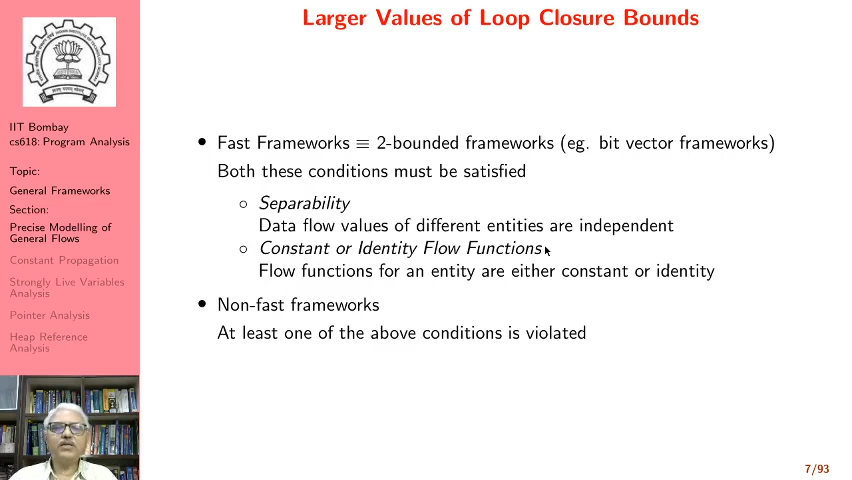 Larger Values of Loop Closure Bounds
IIT Bombay
cs618: Program Analysis
Topic:
General Frameworks
Section:
Precise Modelling of
General Flows
Constant Propagation
Strongly Live Variables
Analysis
Pointer Analysis
Heap Reference
Analysis
• Fast Frameworks ≡ 2-bounded frameworks (eg. bit vector frameworks)
Both these conditions must be satisfied
○ Separability
Data flow values of different entities are independent
○ Constant or Identity Flow Functions
Flow functions for an entity are either constant or identity
• Non-fast frameworks
At least one of the above conditions is violated
7/93